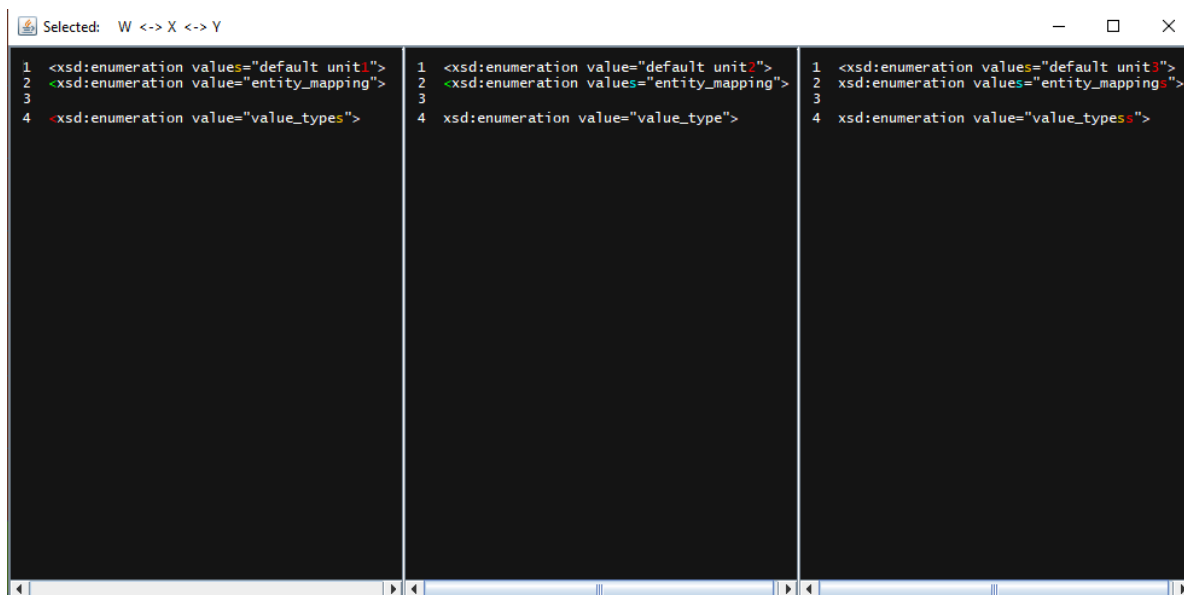 Selected: W <-> X <-> Y
1 <xsd:enumeration values="default unit1">
2 <xsd:enumeration value="entity_mapping">
3
4 <xsd:enumeration value="value_types">
1 <xsd:enumeration value="default unit2">
2 <xsd:enumeration values="entity_mapping">
3
4 xsd:enumeration value="value_type">
1 <xsd:enumeration values="default unit3">
2 xsd:enumeration values="entity_mappings">
3
4 xsd:enumeration value="value_typess">